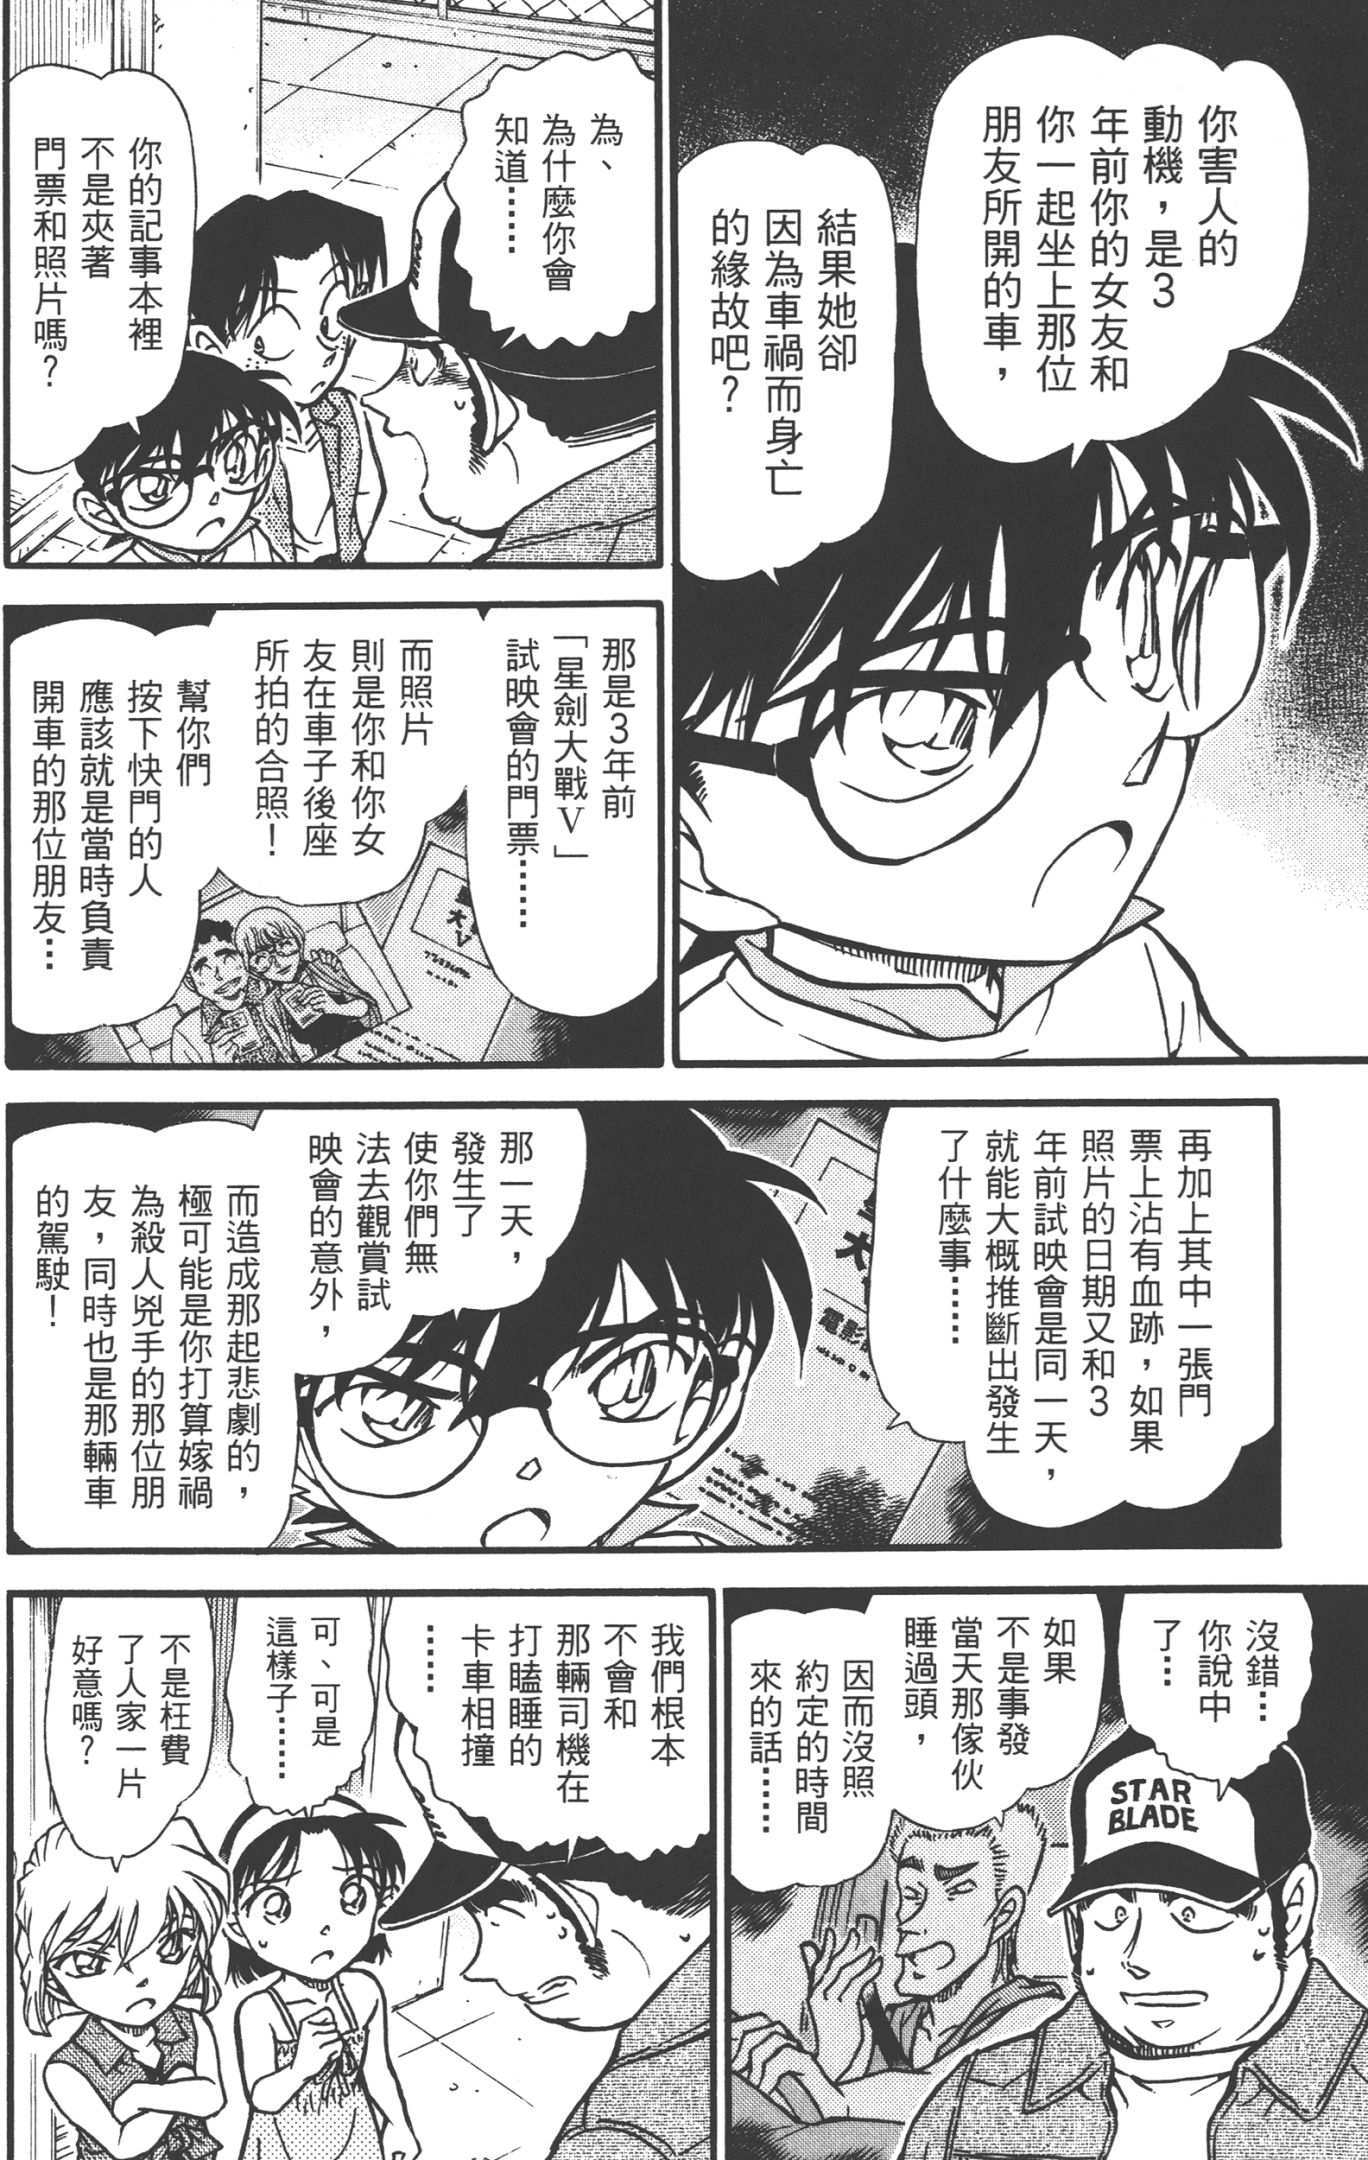 你害人的
動機，是3
年前你的女友和
你一起坐上那位
朋友所開的車，
結果她卻
因為車禍而身亡
的緣故吧？
為、
為什麼你會
知道……
你的記事本裡
不是夾著
門票和照片嗎？
那是3年前
「星劍大戰V」
試映會的門票……
而照片
則是你和你女
友在車子後座
所拍的合照！
幫你們
按下快門的人
應該就是當時負責
開車的那位朋友…
大
V
再加上其中一張門
票上沾有血跡，如果
照片的日期又和3
年前試映會是同一天，
就能大概推斷出發生
了什麼事……
那一天，
發生了
使你們無
法去觀賞試
映會的意外，
而造成那起悲劇的，
極可能是你打算嫁禍
為殺人兇手的那位朋
友，同時也是那輛車
的駕駛！
大
電影
沒錯…
你說中
了…
STAR
BLADE
如果
不是事發
當天那傢伙
睡過頭，
因而沒照
約定的時間
來的話……
我們根本
不會和
那輛司機在
打瞌睡的
卡車相撞
……
可、可是
這樣子……
不是枉費
了人家一片
好意嗎？